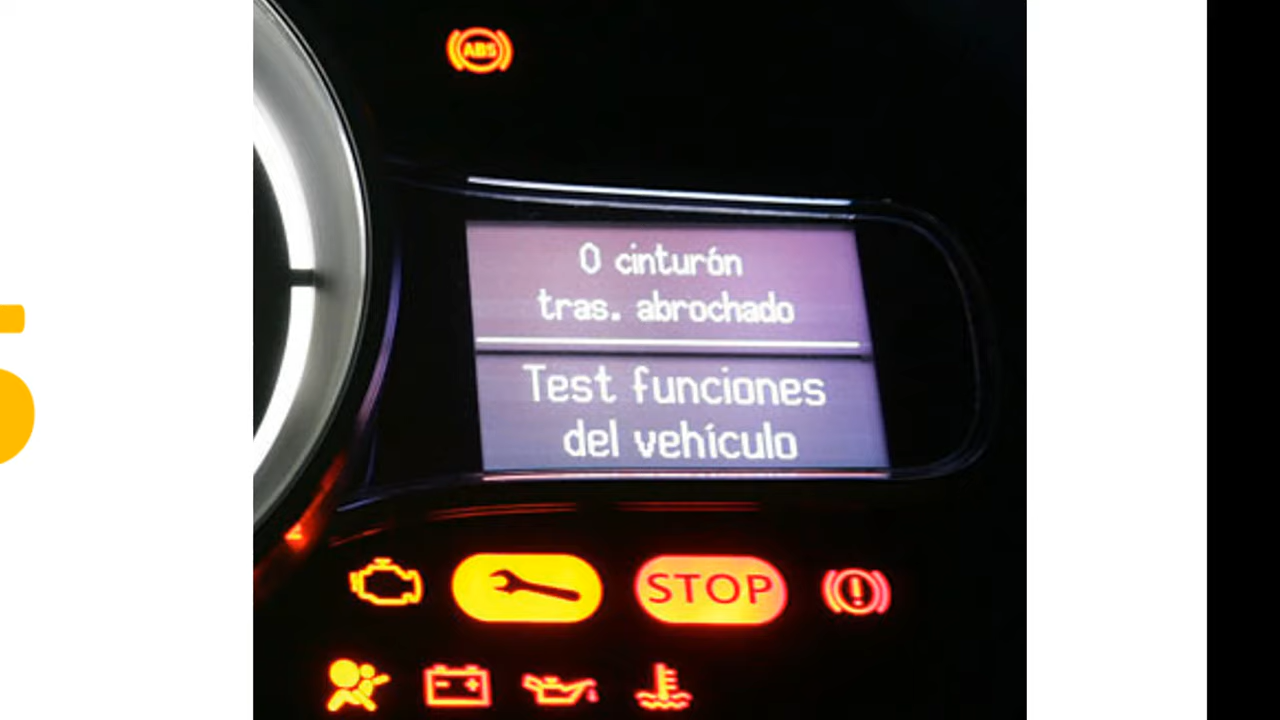 ABS
0 cinturón
tras. abrochado
Test funciones
del vehículo
STOP